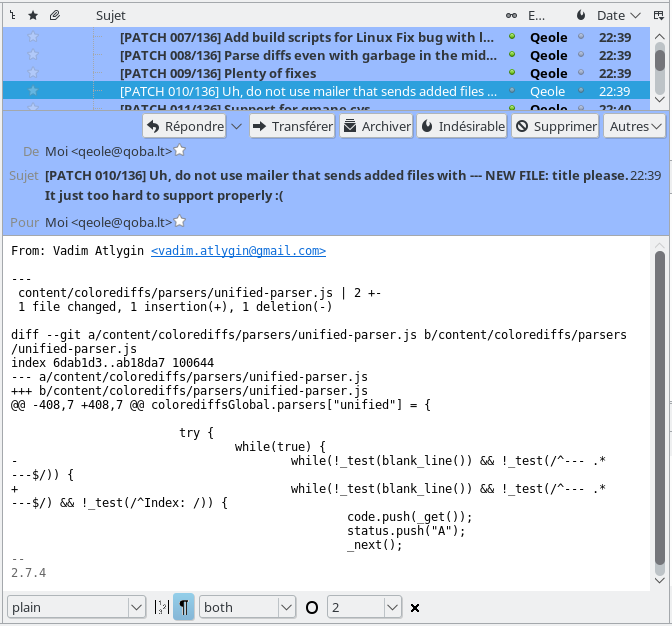 Sujet E... Date
[PATCH 007/136] Add build scripts for Linux Fix bug with l... Qeole 22:39
[PATCH 008/136] Parse diffs even with garbage in the mid... Qeole 22:39
[PATCH 009/136] Plenty of fixes Qeole 22:39
[PATCH 010/136] Uh, do not use mailer that sends added files ... Qeole 22:39
[PATCH 011/136] Support for gmane cvs Qeole 22:40
Répondre Transférer Archiver Indésirable Supprimer Autres
De Moi <qeole@qoba.lt>
Sujet [PATCH 010/136] Uh, do not use mailer that sends added files with --- NEW FILE: title please. 22:39
It just too hard to support properly :(
Pour Moi <qeole@qoba.lt>
From: Vadim Atlygin <vadim.atlygin@gmail.com>
---
content/colorediffs/parsers/unified-parser.js | 2 +-
1 file changed, 1 insertion(+), 1 deletion(-)
diff --git a/content/colorediffs/parsers/unified-parser.js b/content/colorediffs/parsers
/unified-parser.js
index 6dab1d3..ab18da7 100644
--- a/content/colorediffs/parsers/unified-parser.js
+++ b/content/colorediffs/parsers/unified-parser.js
@@ -408,7 +408,7 @@ colorediffsGlobal.parsers["unified"] = {
try {
while(true) {
- while(!_test(blank_line()) && !_test(/^--- .*
---$/)) {
+ while(!_test(blank_line()) && !_test(/^--- .*
---$/) && !_test(/^Index: /)) {
code.push(_get());
status.push("A");
_next();
--
2.7.4
plain 123 ¶ both O 2 ×